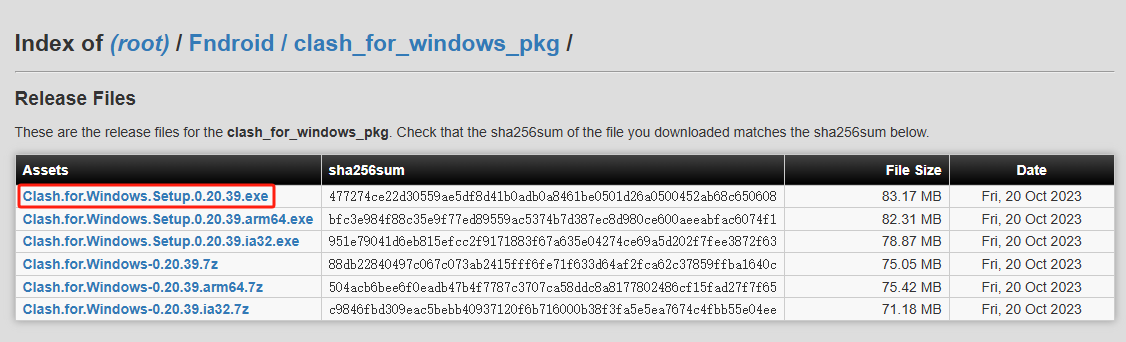 Index of (root) / Fndroid / clash_for_windows_pkg /
Release Files
These are the release files for the clash_for_windows_pkg. Check that the sha256sum of the file you downloaded matches the sha256sum below.
Assets sha256sum File Size Date
Clash.for.Windows.Setup.0.20.39.exe 477274ce22d30559ae5df8d41b0adb0a8461be0501d26a0500452ab68c650608 83.17 MB Fri, 20 Oct 2023
Clash.for.Windows.Setup.0.20.39.arm64.exe bfc3e984f88c35e9f77ed89559ac5374b7d387ec8d980ce600aeeabfac6074f1 82.31 MB Fri, 20 Oct 2023
Clash.for.Windows.Setup.0.20.39.ia32.exe 951e79041d6eb815efcc2f9171883f67a635e04274ce69a5d202f7fee3872f63 78.87 MB Fri, 20 Oct 2023
Clash.for.Windows-0.20.39.7z 88db22840497c067c073ab2415fff6fe71f633d64af2fca62c37859ffba1640c 75.05 MB Fri, 20 Oct 2023
Clash.for.Windows-0.20.39.arm64.7z 504acb6bee6f0eadb47b4f7787c3707ca58ddc8a8177802486cf15fad27f7f65 75.42 MB Fri, 20 Oct 2023
Clash.for.Windows-0.20.39.ia32.7z c9846fbd309eac5bebb40937120f6b716000b38f3fa5e5ea7674c4fbb55e04ee 71.18 MB Fri, 20 Oct 2023